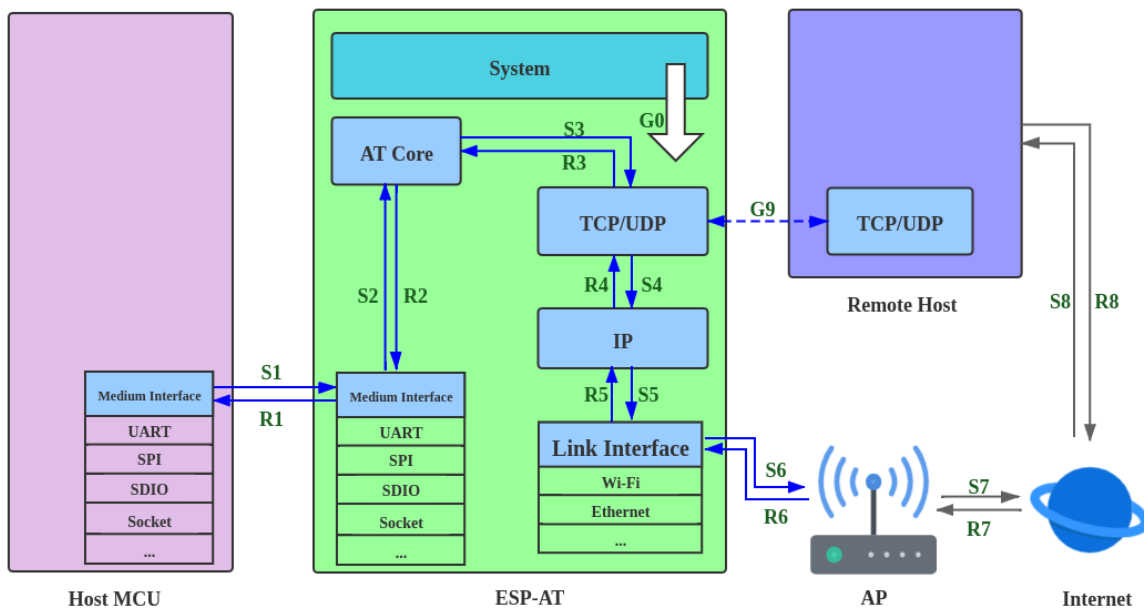 System
G0
AT Core
S3
R3
TCP/UDP
G9
TCP/UDP
S2
R2
R4
S4
Remote Host
S8
R8
IP
R5
S5
S1
R1
Medium Interface
UART
SPI
SDIO
Socket
...
Medium Interface
UART
SPI
SDIO
Socket
...
Link Interface
Wi-Fi
Ethernet
...
S6
R6
S7
R7
Host MCU
ESP-AT
AP
Internet